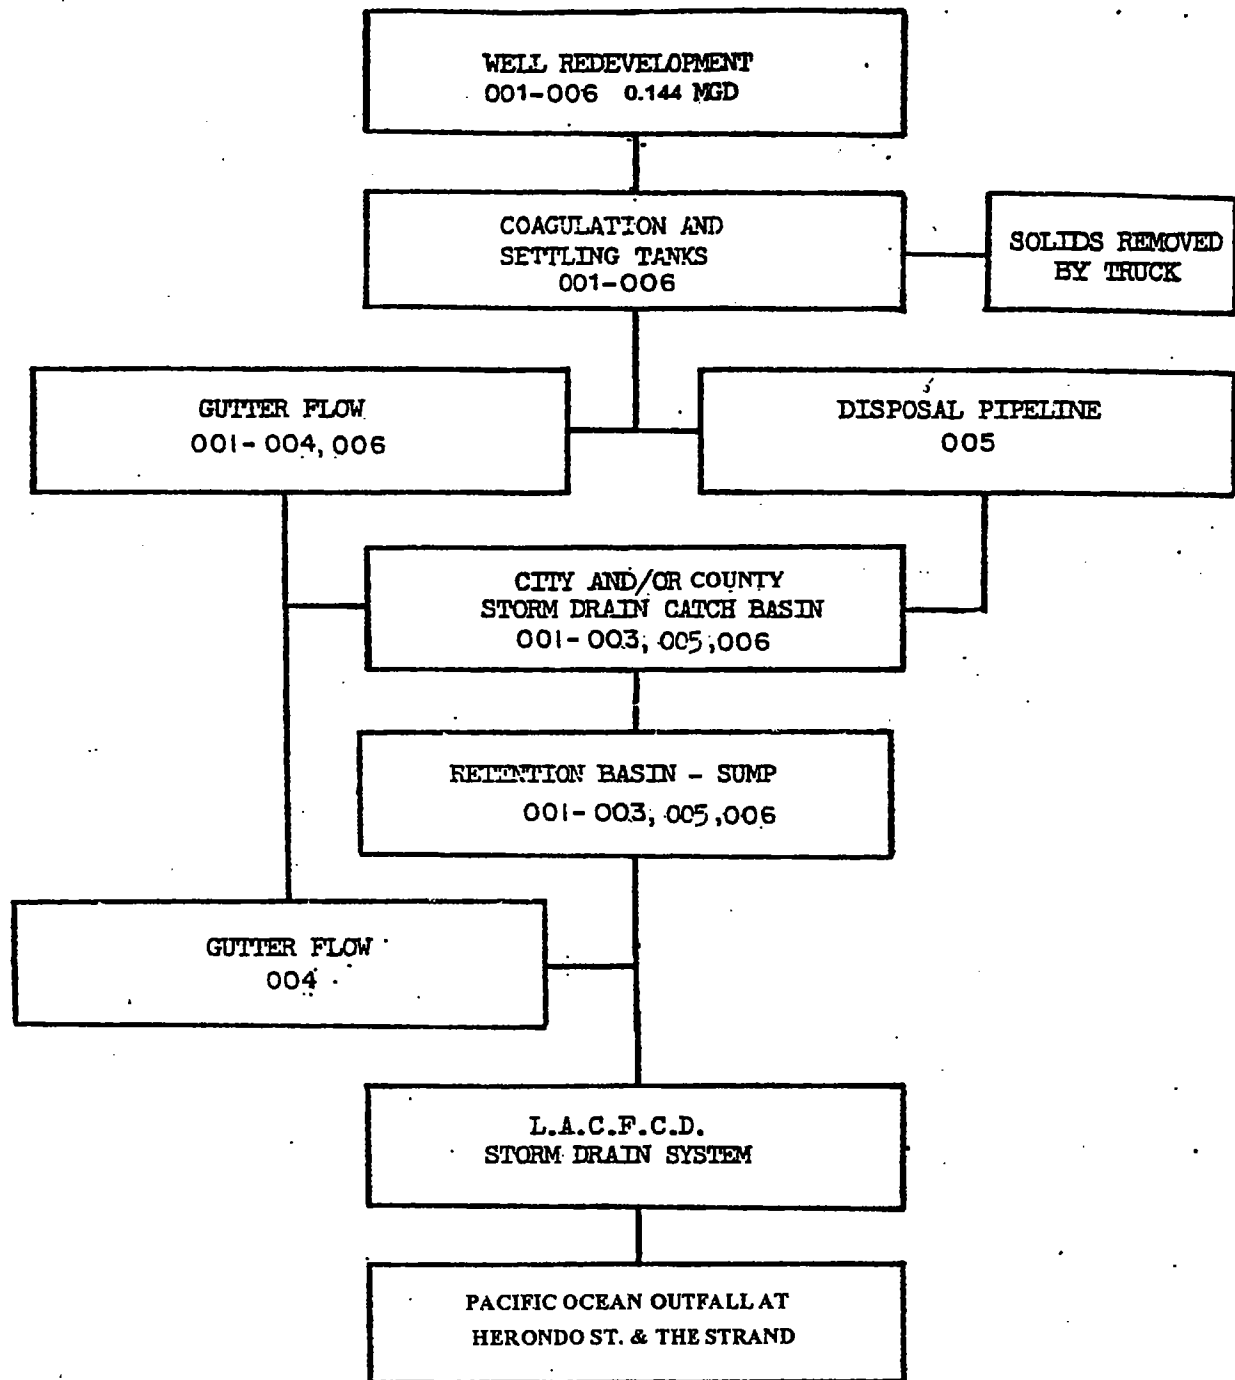 WELL REDEVELOPMENT
001-006 0.144 MGD
COAGULATION AND
SETTLING TANKS
001-006
SOLIDS REMOVED
BY TRUCK
GUTTER FLOW
001-004, 006
DISPOSAL PIPELINE
005
CITY AND/OR COUNTY
STORM DRAIN CATCH BASIN
001-003, 005, 006
RETENTION BASIN - SUMP
001-003, 005, 006
GUTTER FLOW
004
L.A.C.F.C.D.
STORM DRAIN SYSTEM
PACIFIC OCEAN OUTFALL AT
HERONDO ST. & THE STRAND